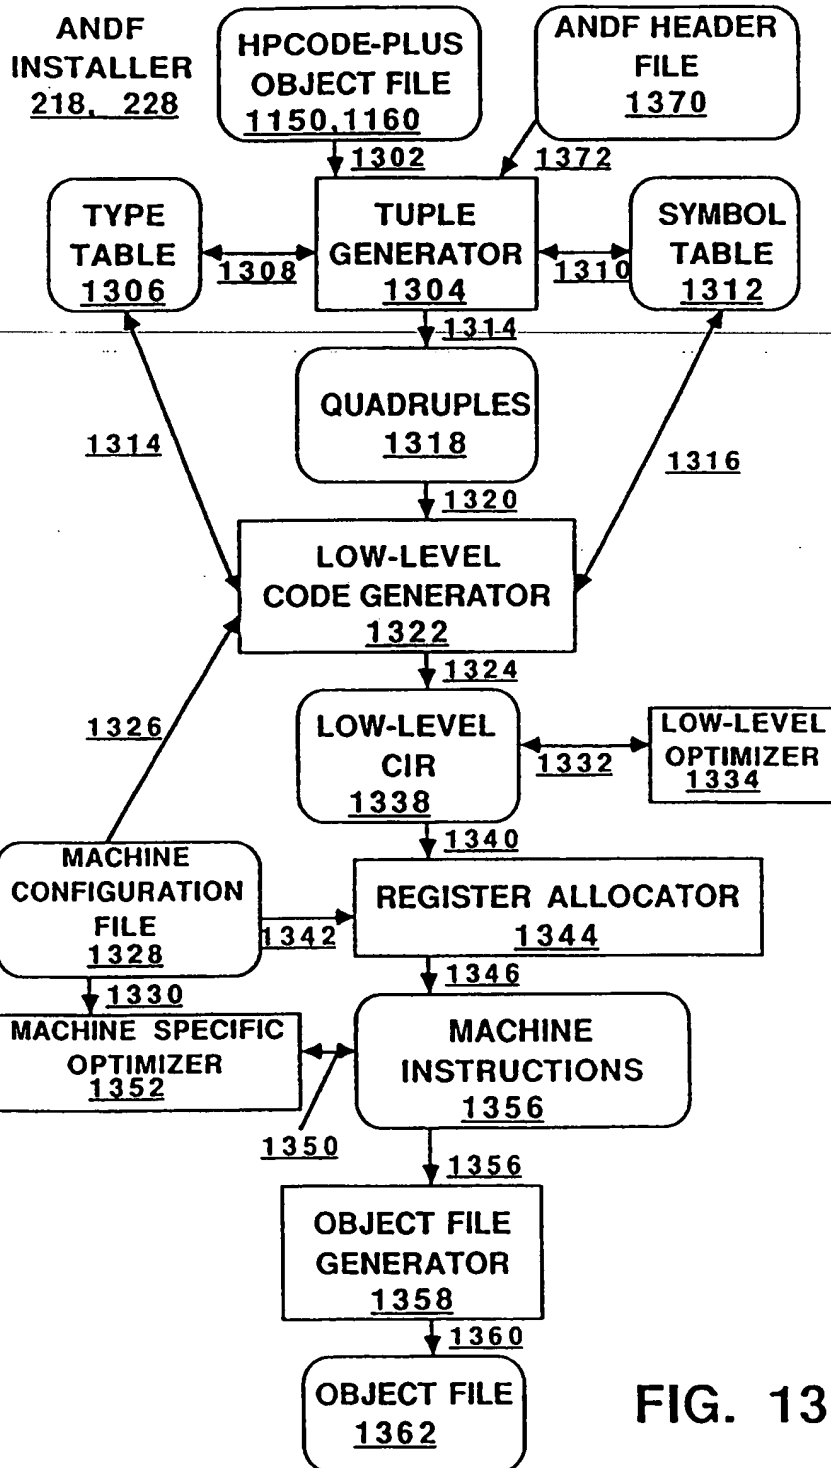 ANDF
INSTALLER
218, 228
HPCODE-PLUS
OBJECT FILE
1150,1160
ANDF HEADER
FILE
1370
1302
1372
TYPE
TABLE
1306
1308
TUPLE
GENERATOR
1304
1310
SYMBOL
TABLE
1312
1314
QUADRUPLES
1318
1314
1316
1320
LOW-LEVEL
CODE GENERATOR
1322
1324
1326
LOW-LEVEL
CIR
1338
1332
LOW-LEVEL
OPTIMIZER
1334
1340
MACHINE
CONFIGURATION
FILE
1328
1342
REGISTER ALLOCATOR
1344
1330
1346
MACHINE SPECIFIC
OPTIMIZER
1352
1350
MACHINE
INSTRUCTIONS
1356
1356
OBJECT FILE
GENERATOR
1358
1360
OBJECT FILE
1362
FIG. 13